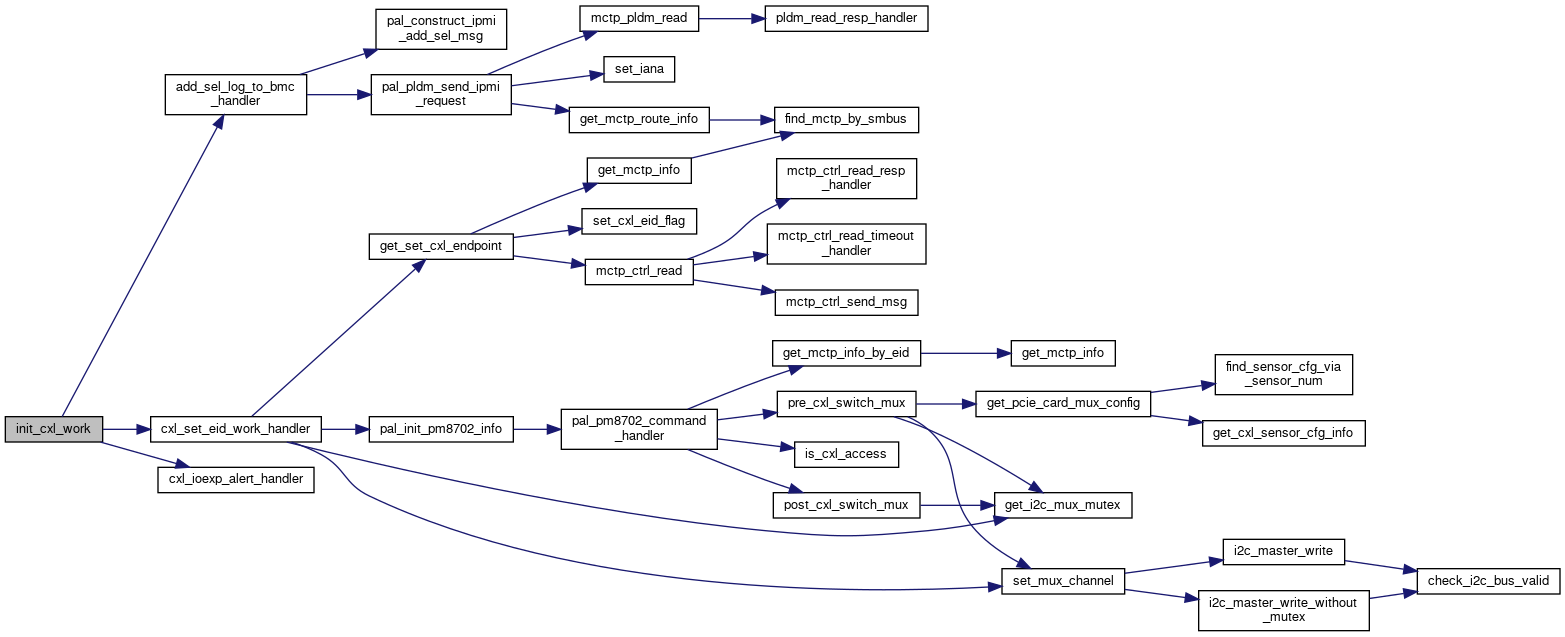 init_cxl_work
add_sel_log_to_bmc
_handler
pal_construct_ipmi
_add_sel_msg
pal_pldm_send_ipmi
_request
mctp_pldm_read
pldm_read_resp_handler
set_iana
get_mctp_route_info
find_mctp_by_smbus
cxl_set_eid_work_handler
get_set_cxl_endpoint
get_mctp_info
set_cxl_eid_flag
mctp_ctrl_read
mctp_ctrl_read_resp
_handler
mctp_ctrl_read_timeout
_handler
mctp_ctrl_send_msg
pal_init_pm8702_info
pal_pm8702_command
_handler
get_mctp_info_by_eid
get_mctp_info
pre_cxl_switch_mux
get_pcie_card_mux_config
find_sensor_cfg_via
_sensor_num
get_cxl_sensor_cfg_info
is_cxl_access
post_cxl_switch_mux
get_i2c_mux_mutex
set_mux_channel
i2c_master_write
i2c_master_write_without
_mutex
check_i2c_bus_valid
cxl_ioexp_alert_handler